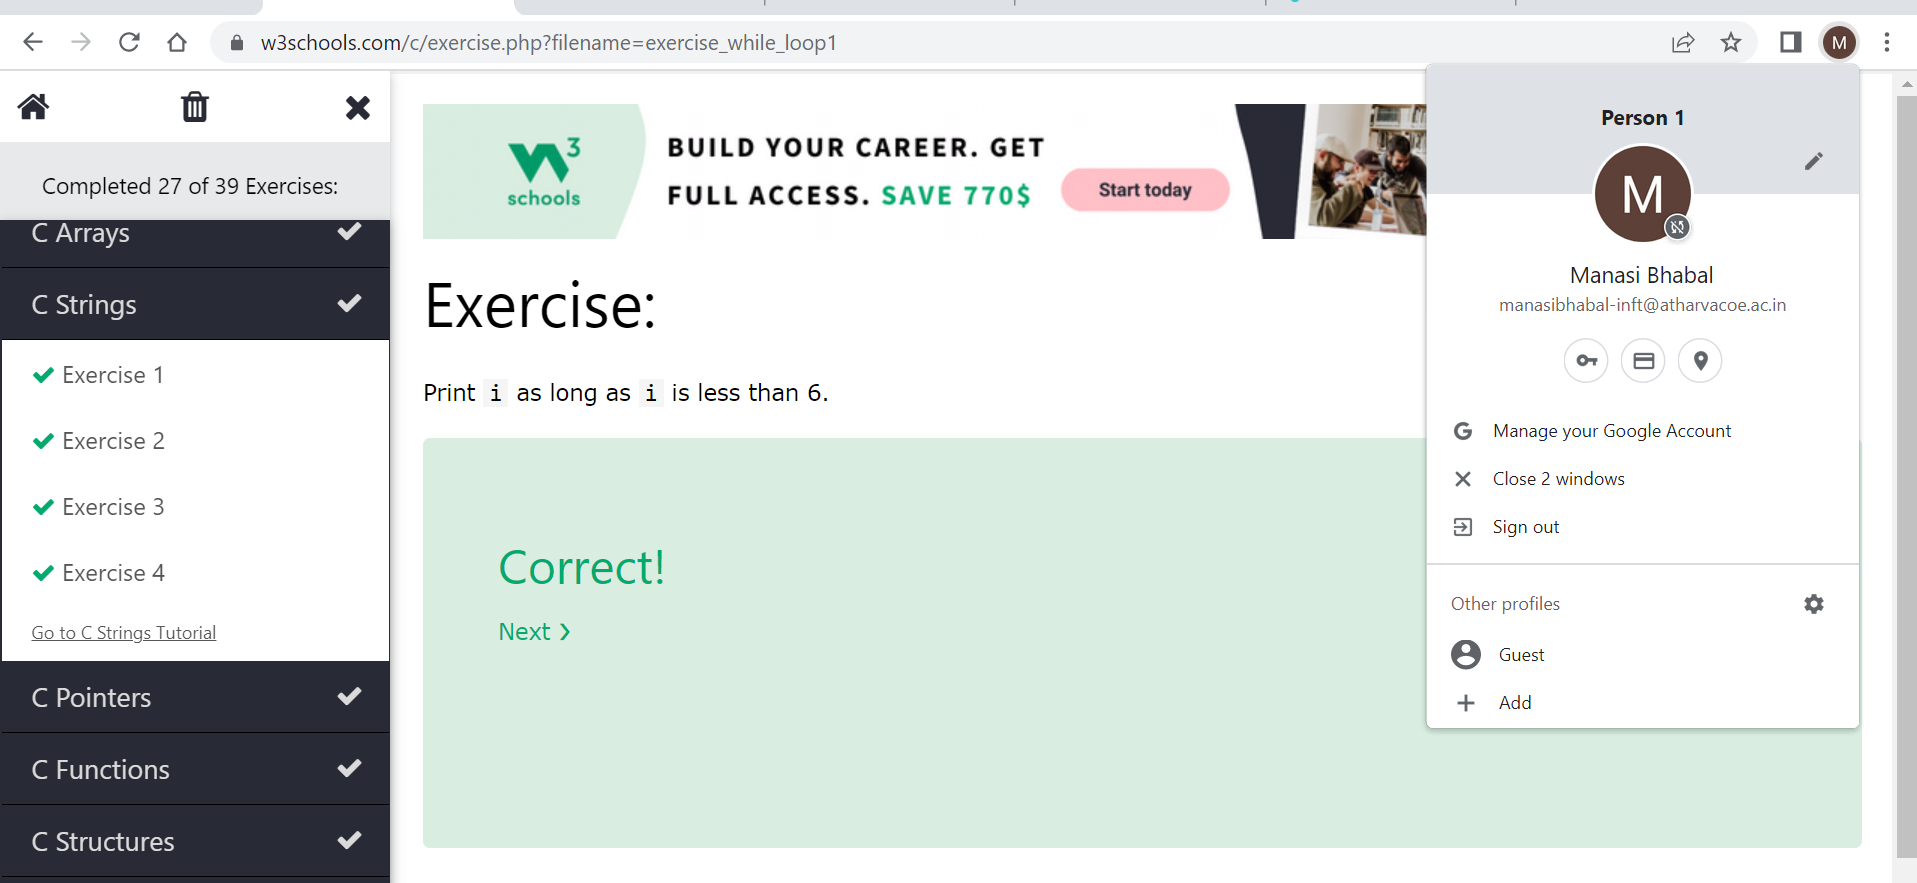 w3schools.com/c/exercise.php?filename=exercise_while_loop1
M
Completed 27 of 39 Exercises:
C Arrays
C Strings
Exercise 1
Exercise 2
Exercise 3
Exercise 4
Go to C Strings Tutorial
C Pointers
C Functions
C Structures
W3
schools
BUILD YOUR CAREER. GET
FULL ACCESS. SAVE 770$
Start today
Exercise:
Print i as long as i is less than 6.
Correct!
Next ❯
Person 1
M
Manasi Bhabal
manasibhabal-inft@atharvacoe.ac.in
G Manage your Google Account
Close 2 windows
Sign out
Other profiles
Guest
Add